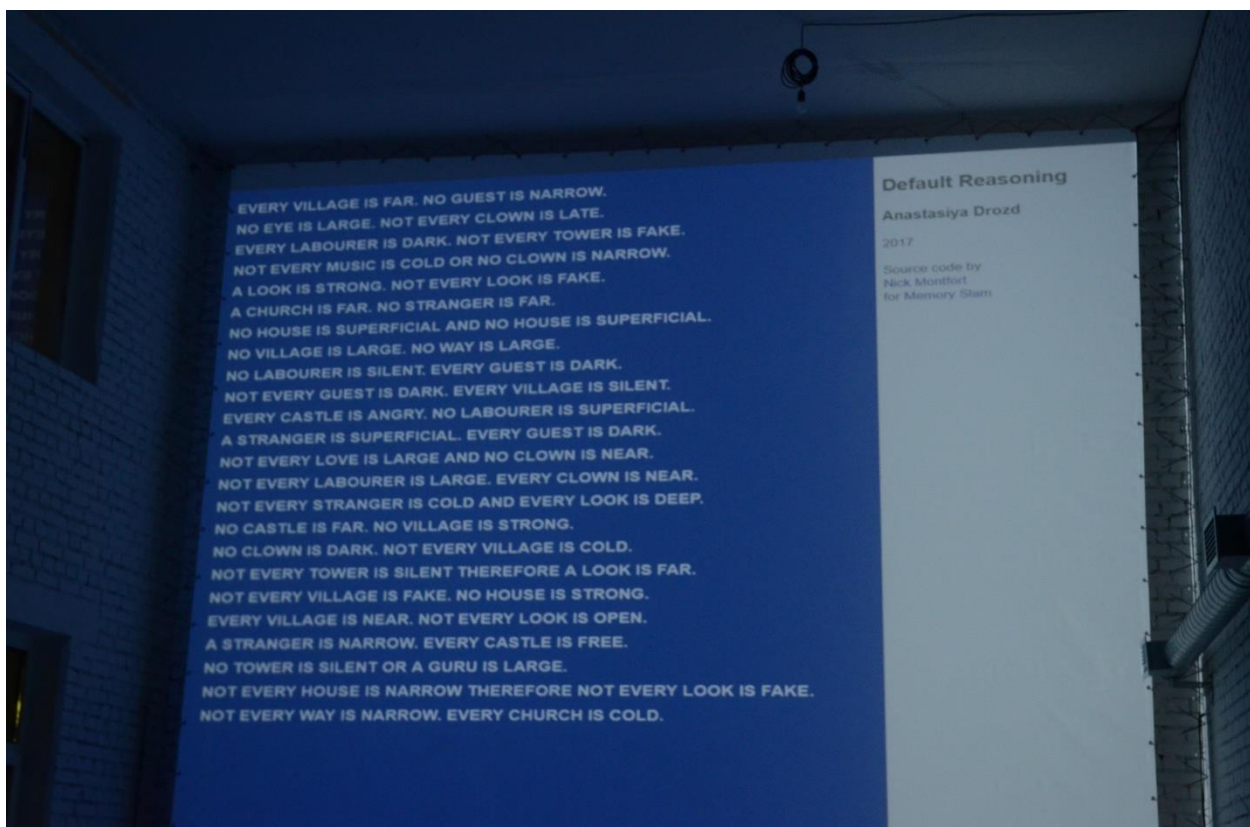 EVERY VILLAGE IS FAR. NO GUEST IS NARROW.
NO EYE IS LARGE. NOT EVERY CLOWN IS LATE.
EVERY LABOURER IS DARK. NOT EVERY TOWER IS FAKE.
NOT EVERY MUSIC IS COLD OR NO CLOWN IS NARROW.
A LOOK IS STRONG. NOT EVERY LOOK IS FAKE.
A CHURCH IS FAR. NO STRANGER IS FAR.
NO HOUSE IS SUPERFICIAL AND NO HOUSE IS SUPERFICIAL.
NO VILLAGE IS LARGE. NO WAY IS LARGE.
NO LABOURER IS SILENT. EVERY GUEST IS DARK.
NOT EVERY GUEST IS DARK. EVERY VILLAGE IS SILENT.
EVERY CASTLE IS ANGRY. NO LABOURER IS SUPERFICIAL.
A STRANGER IS SUPERFICIAL. EVERY GUEST IS DARK.
NOT EVERY LOVE IS LARGE AND NO CLOWN IS NEAR.
NOT EVERY LABOURER IS LARGE. EVERY CLOWN IS NEAR.
NOT EVERY STRANGER IS COLD AND EVERY LOOK IS DEEP.
NO CASTLE IS FAR. NO VILLAGE IS STRONG.
NO CLOWN IS DARK. NOT EVERY VILLAGE IS COLD.
NOT EVERY TOWER IS SILENT THEREFORE A LOOK IS FAR.
NOT EVERY VILLAGE IS FAKE. NO HOUSE IS STRONG.
EVERY VILLAGE IS NEAR. NOT EVERY LOOK IS OPEN.
A STRANGER IS NARROW. EVERY CASTLE IS FREE.
NO TOWER IS SILENT OR A GURU IS LARGE.
NOT EVERY HOUSE IS NARROW THEREFORE NOT EVERY LOOK IS FAKE.
NOT EVERY WAY IS NARROW. EVERY CHURCH IS COLD.
Default Reasoning
Anastasiya Drozd
2017
Source code by
Nick Montfort
for Memory Slam